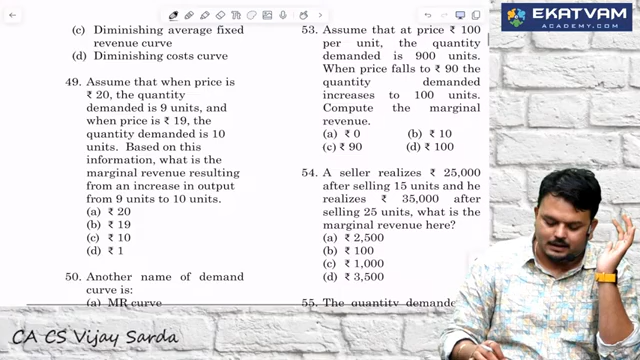 (c) Diminishing average fixed
revenue curve
(d) Diminishing costs curve
49. Assume that when price is
₹ 20, the quantity
demanded is 9 units, and
when price is ₹ 19, the
quantity demanded is 10
units. Based on this
information, what is the
marginal revenue resulting
from an increase in output
from 9 units to 10 units.
(a) ₹ 20
(b) ₹ 19
(c) ₹ 10
(d) ₹ 1
50. Another name of demand
curve is:
(a) MR curve
53. Assume that at price ₹ 100
per unit, the quantity
demanded is 900 units.
When price falls to ₹ 90 the
quantity demanded
increases to 100 units.
Compute the marginal
revenue.
(a) ₹ 0 (b) ₹ 10
(c) ₹ 90 (d) ₹ 100
54. A seller realizes ₹ 25,000
after selling 15 units and he
realizes ₹ 35,000 after
selling 25 units, what is the
marginal revenue here?
(a) ₹ 2,500
(b) ₹ 100
(c) ₹ 1,000
(d) ₹ 3,500
55. The quantity demanded
EKATVAM
ACADEMY.COM
CA CS Vijay Sarda